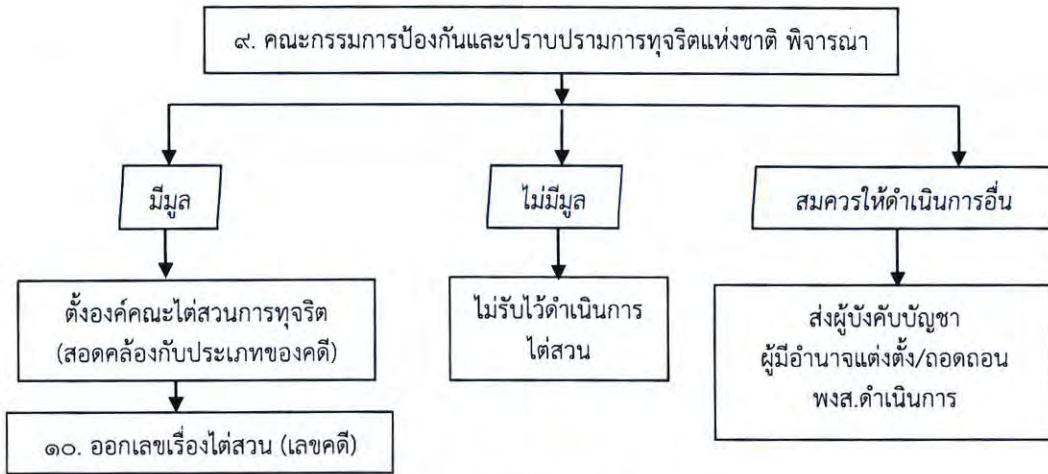 ๙. คณะกรรมการป้องกันและปราบปรามการทุจริตแห่งชาติ พิจารณา
มีมูล
ไม่มีมูล
สมควรให้ดำเนินการอื่น
ตั้งองค์คณะไต่สวนการทุจริต
(สอดคล้องกับประเภทของคดี)
ไม่รับไว้ดำเนินการ
ไต่สวน
ส่งผู้บังคับบัญชา
ผู้มีอำนาจแต่งตั้ง/ถอดถอน
พงส.ดำเนินการ
๑๐. ออกเลขเรื่องไต่สวน (เลขคดี)